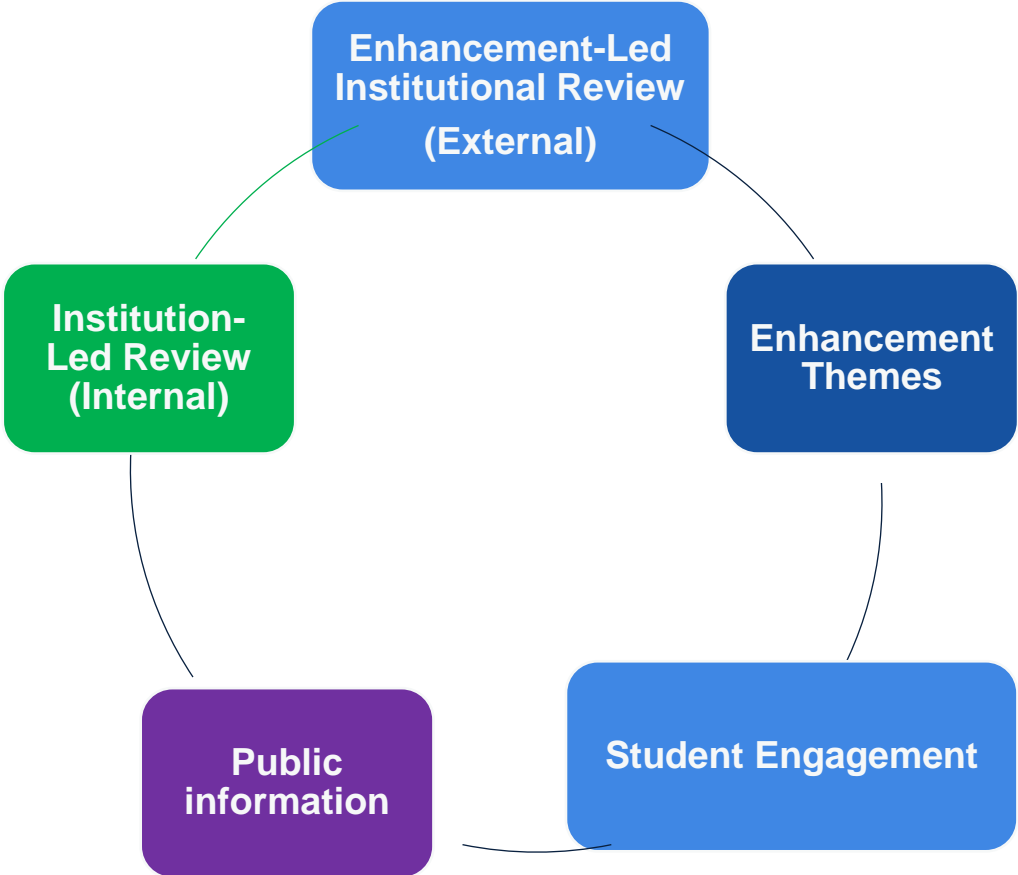 Enhancement-Led
Institutional Review
(External)
Institution-
Led Review
(Internal)
Enhancement
Themes
Student Engagement
Public
information